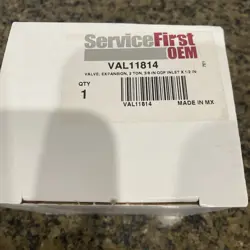 ServiceFirst
OEM
VAL11814
VALVE; EXPANSION, 2 TON, 3/8 IN ODF INLET X 1/2 IN
QTY
1
VAL11814
MADE IN MX